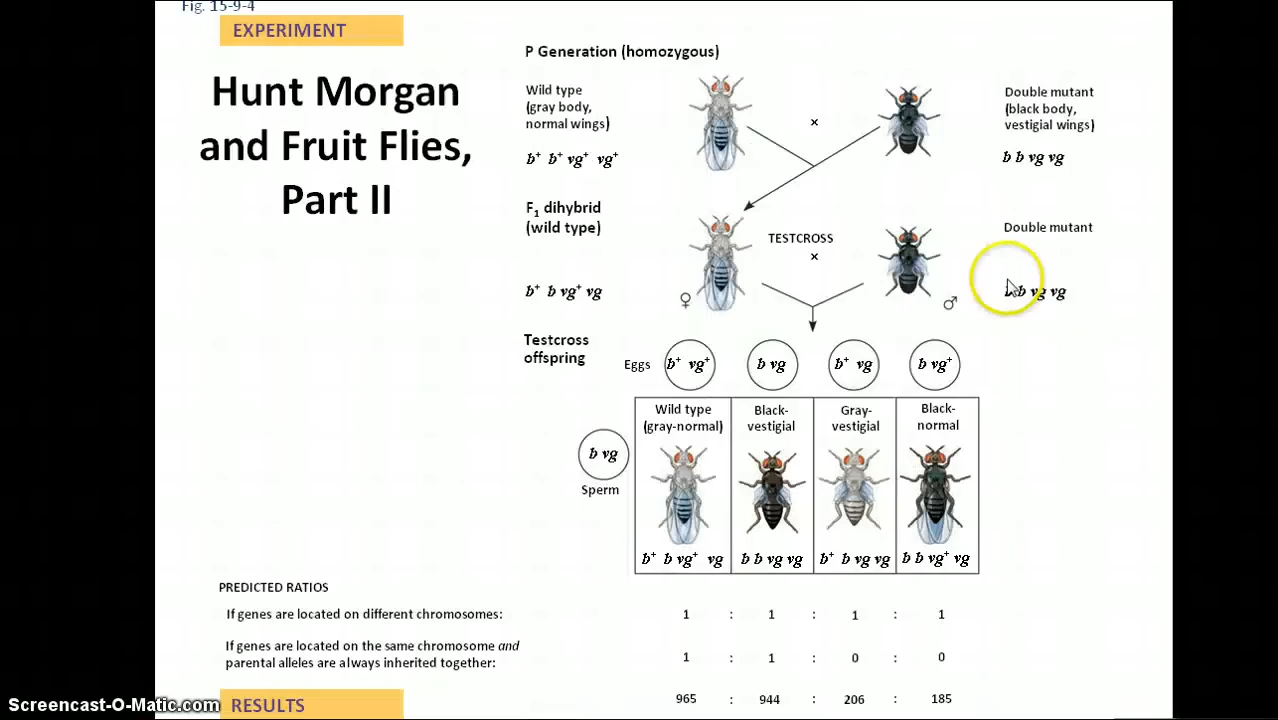 Fig. 15-9-4
EXPERIMENT
Hunt Morgan
and Fruit Flies,
Part II
P Generation (homozygous)
Wild type
(gray body,
normal wings)
b⁺ b⁺ vg⁺ vg⁺
×
Double mutant
(black body,
vestigial wings)
b b vg vg
F₁ dihybrid
(wild type)
b⁺ b vg⁺ vg
♀
TESTCROSS
×
♂
Double mutant
b b vg vg
Testcross
offspring
Eggs
b⁺ vg⁺
b vg
b⁺ vg
b vg⁺
b vg
Sperm
Wild type
(gray-normal)
b⁺ b vg⁺ vg
Black-
vestigial
b b vg vg
Gray-
vestigial
b⁺ b vg vg
Black-
normal
b b vg⁺ vg
PREDICTED RATIOS
If genes are located on different chromosomes:
1 : 1 : 1 : 1
If genes are located on the same chromosome and
parental alleles are always inherited together:
1 : 1 : 0 : 0
RESULTS
965 : 944 : 206 : 185
Screencast-O-Matic.com